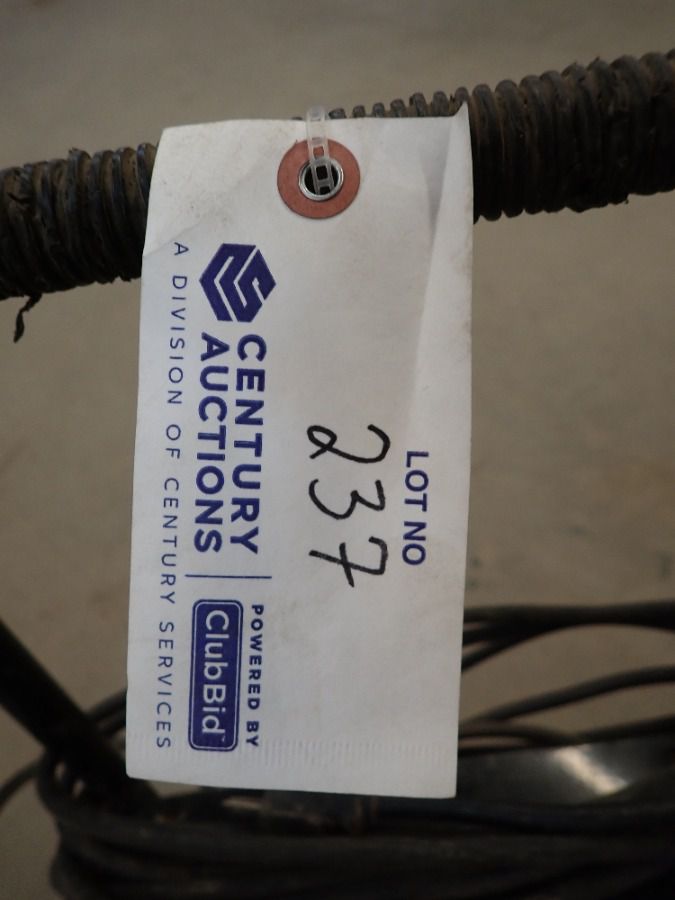 LOT NO
237
CENTURY
AUCTIONS
POWERED BY
ClubBid
A DIVISION OF CENTURY SERVICES